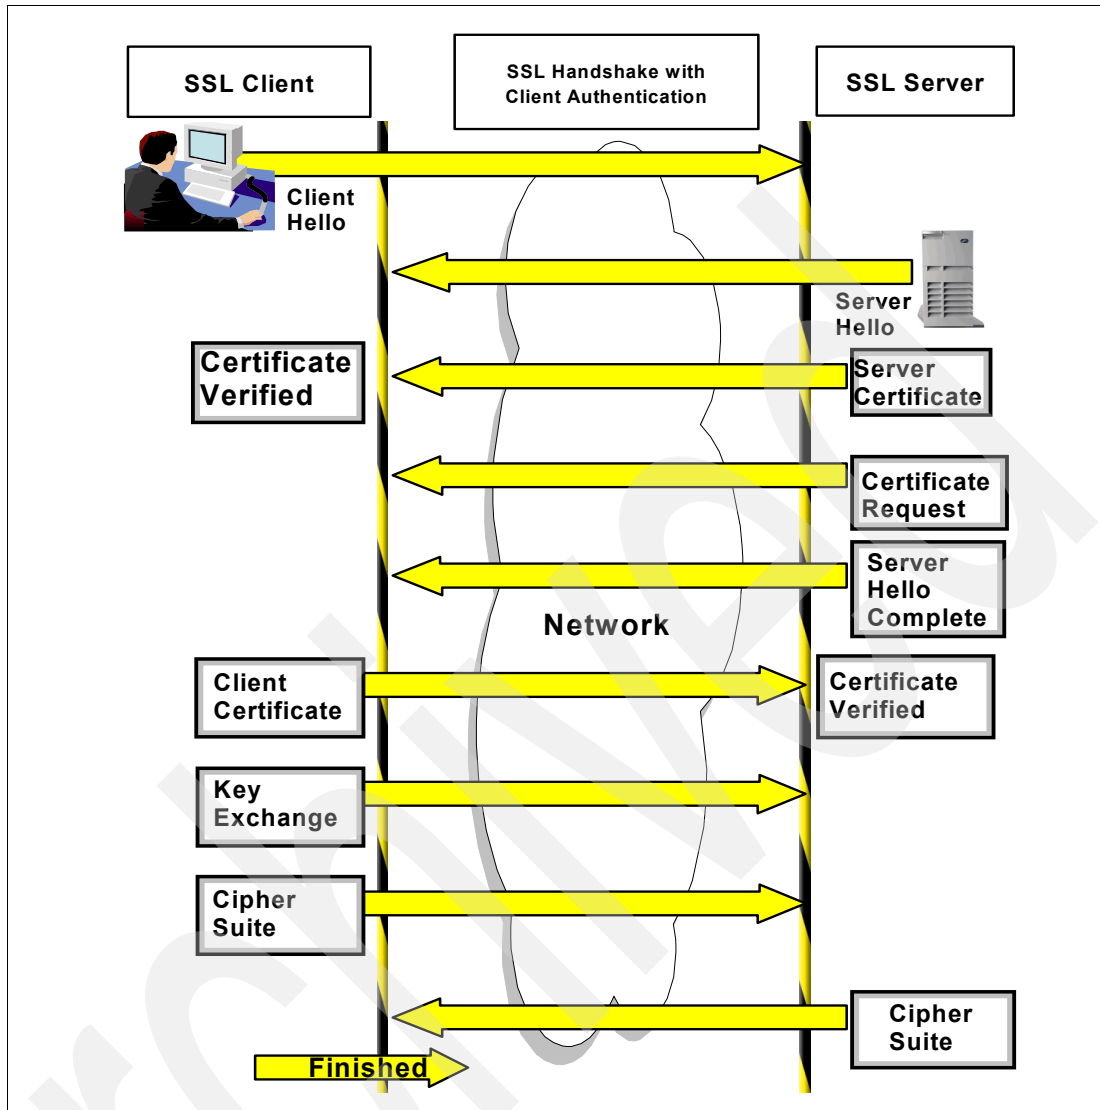 SSL Client
SSL Handshake with
Client Authentication
SSL Server
Client
Hello
Server
Hello
Certificate
Verified
Server
Certificate
Certificate
Request
Server
Hello
Complete
Network
Client
Certificate
Certificate
Verified
Key
Exchange
Cipher
Suite
Cipher
Suite
Finished